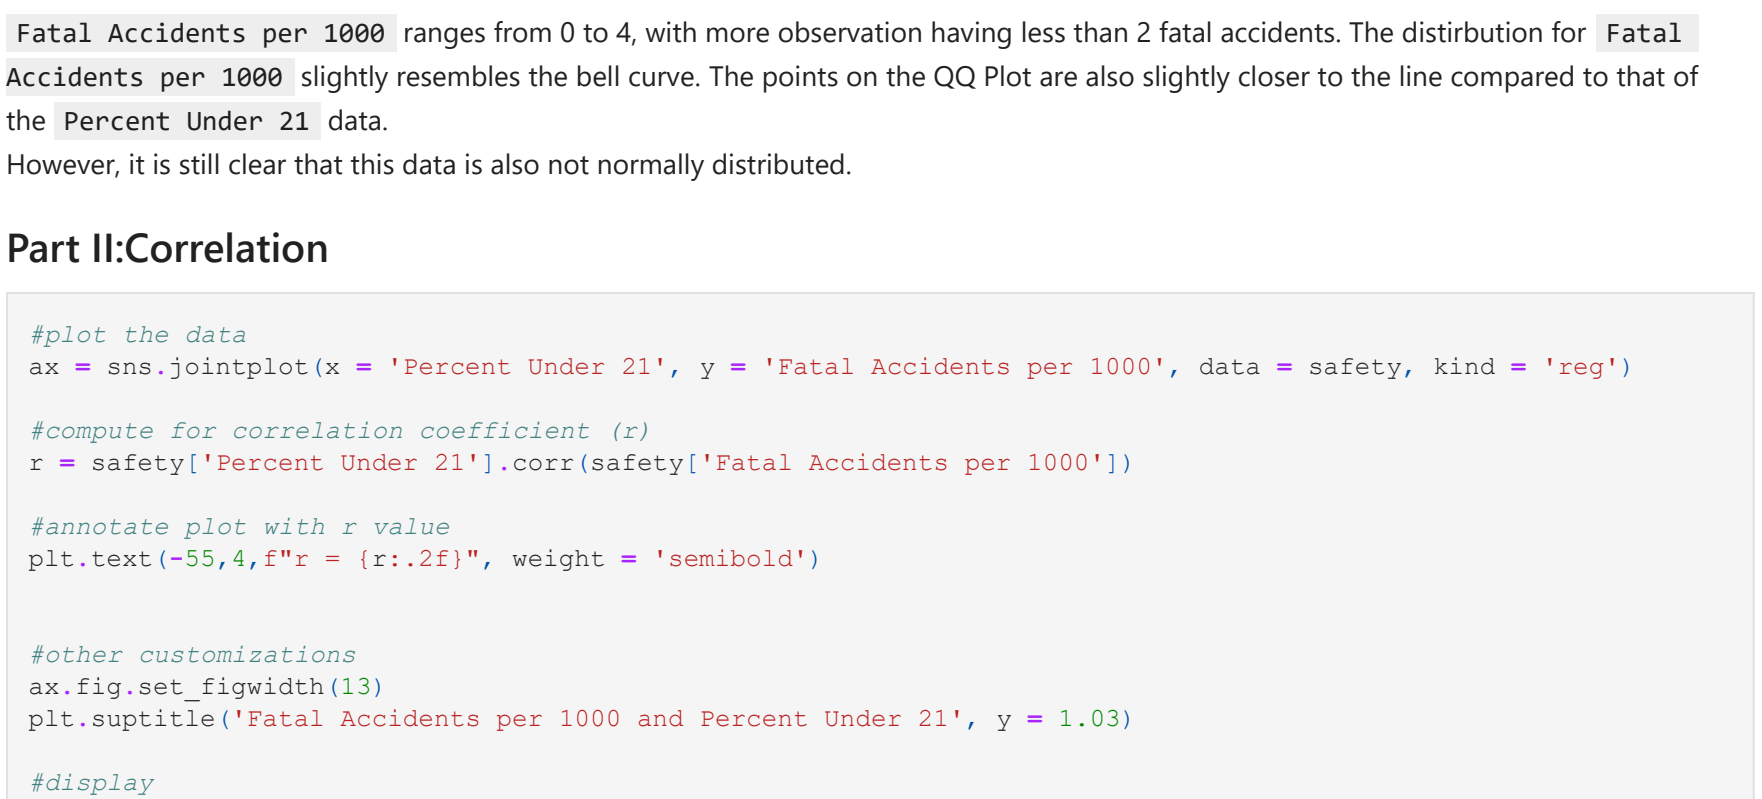 Fatal Accidents per 1000 ranges from 0 to 4, with more observation having less than 2 fatal accidents. The distirbution for Fatal
Accidents per 1000 slightly resembles the bell curve. The points on the QQ Plot are also slightly closer to the line compared to that of
the Percent Under 21 data.
However, it is still clear that this data is also not normally distributed.
Part II:Correlation
#plot the data
ax = sns.jointplot(x = 'Percent Under 21', y = 'Fatal Accidents per 1000', data = safety, kind = 'reg')
#compute for correlation coefficient (r)
r = safety['Percent Under 21'].corr(safety['Fatal Accidents per 1000'])
#annotate plot with r value
plt.text(-55,4,f"r = {r:.2f}", weight = 'semibold')
#other customizations
ax.fig.set_figwidth(13)
plt.suptitle('Fatal Accidents per 1000 and Percent Under 21', y = 1.03)
#display